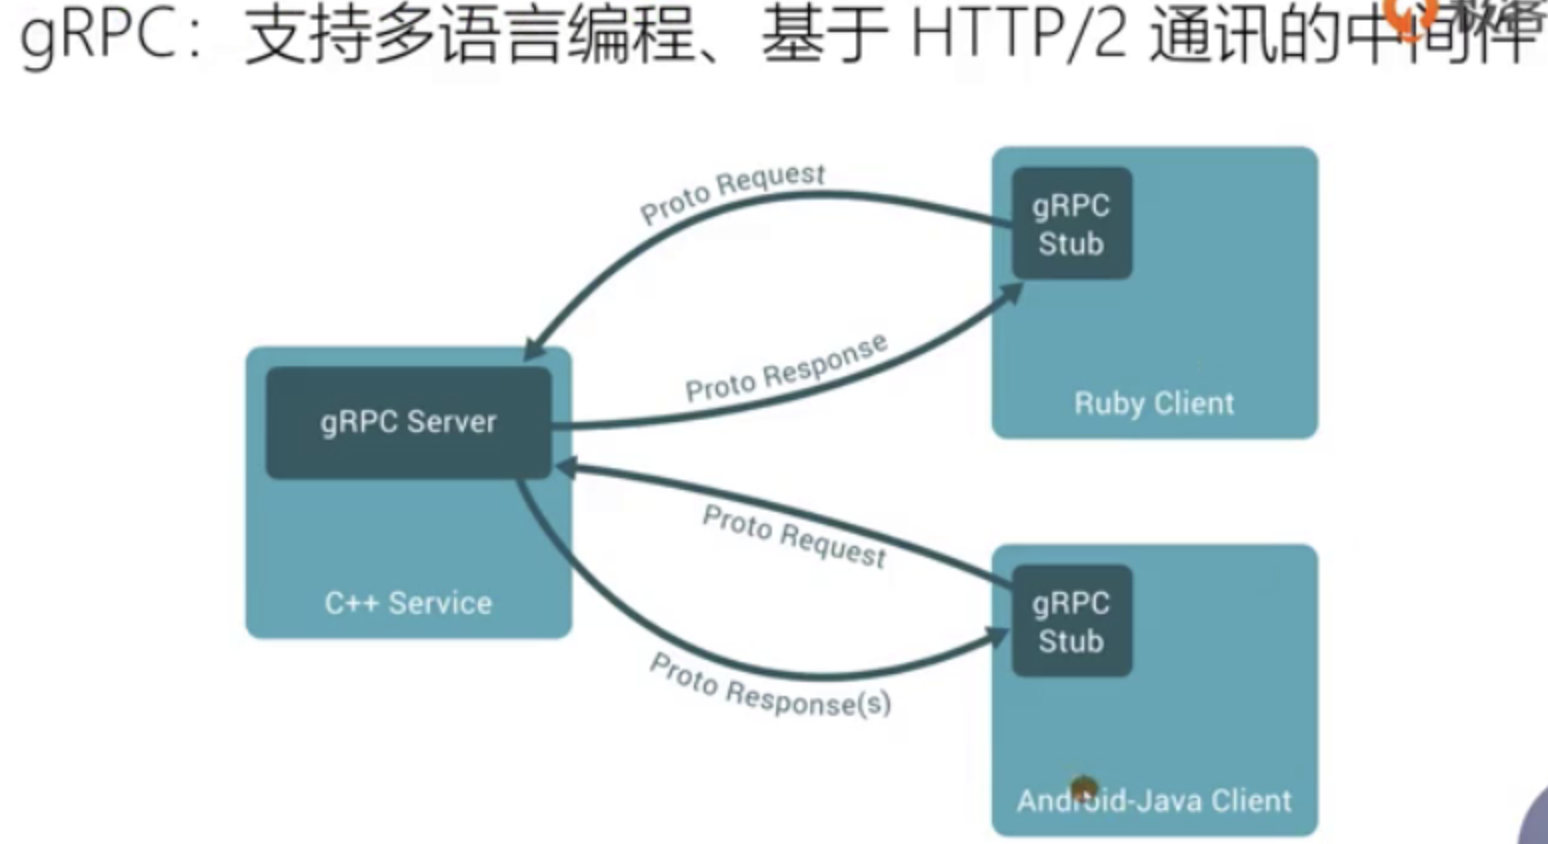 gRPC：支持多语言编程、基于 HTTP/2 通讯的中间件
Proto Request
gRPC
Stub
Proto Response
Ruby Client
gRPC Server
C++ Service
Proto Request
gRPC
Stub
Proto Response(s)
Android-Java Client